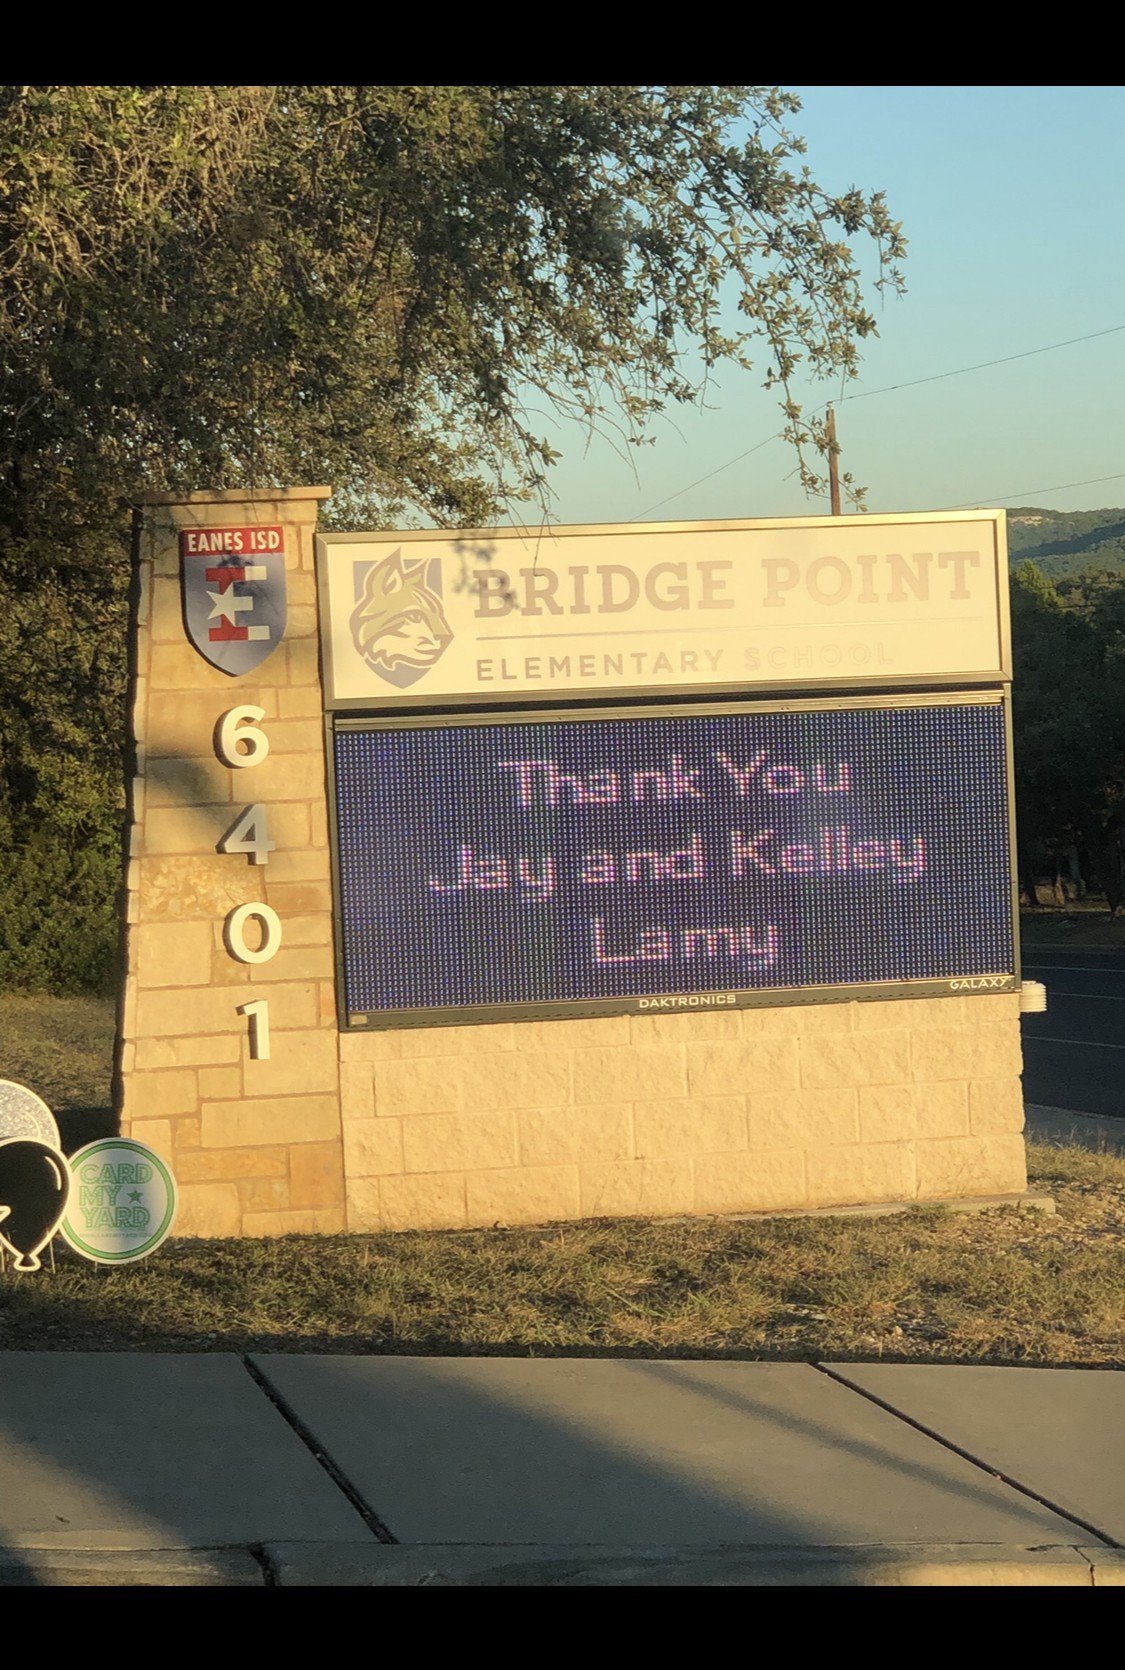 EANES ISD
E
6
4
0
1
BRIDGE POINT
ELEMENTARY SCHOOL
Thank You
Jay and Kelley
Lamy
DAKTRONICS
GALAXY
CARD
MY
YARD